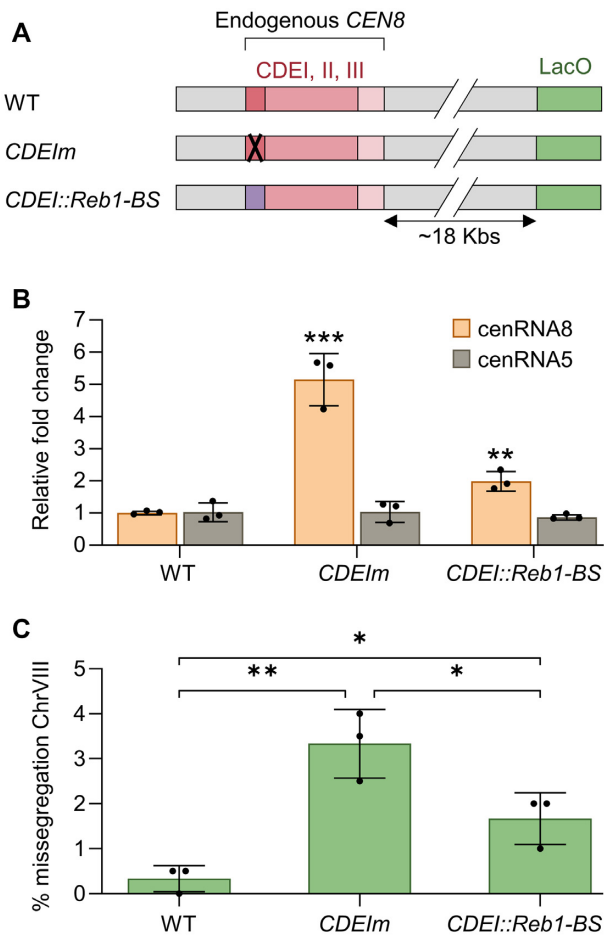 A
Endogenous CEN8
CDEI, II, III
LacO
WT
CDEIm
X
CDEI::Reb1-BS
~18 Kbs
B
Relative fold change
7
6
5
4
3
2
1
0
***
**
cenRNA8
cenRNA5
WT
CDEIm
CDEI::Reb1-BS
C
% missegregation ChrVIII
5
4
3
2
1
0
*
**
*
WT
CDEIm
CDEI::Reb1-BS